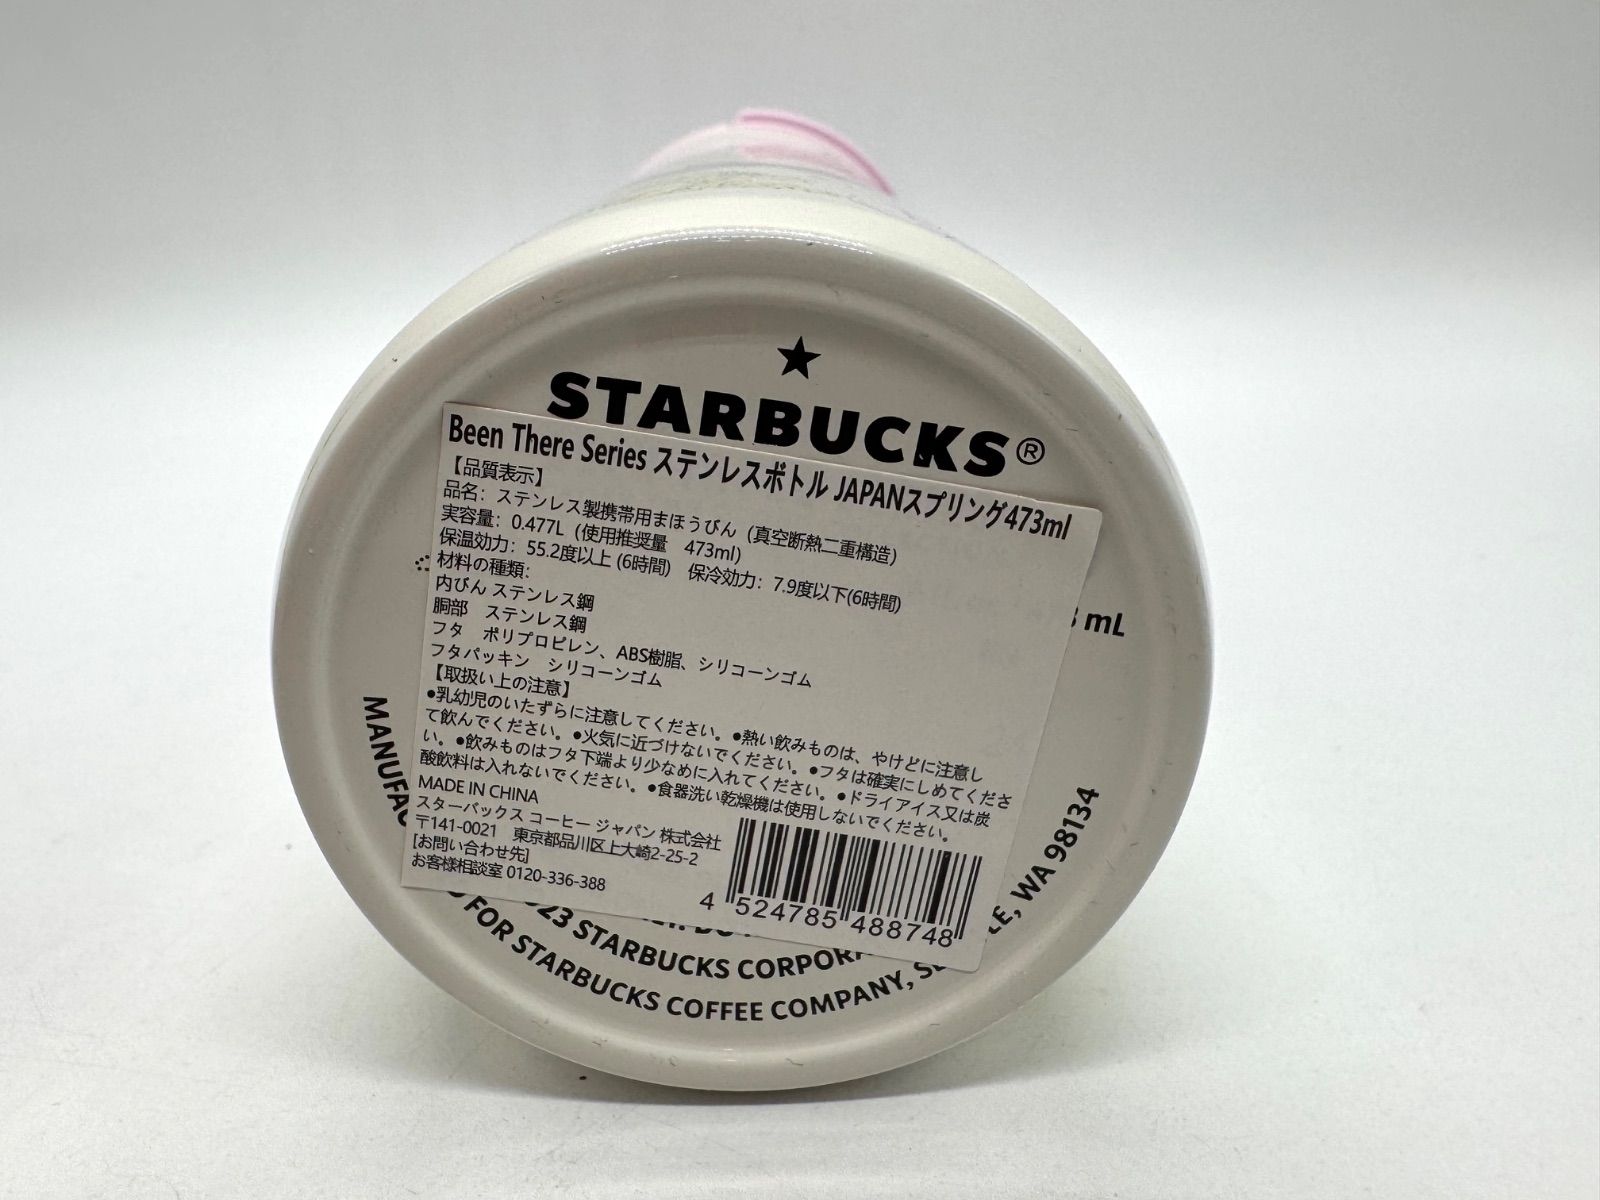 STARBUCKS®
Been There Series ステンレスボトル JAPANスプリング473ml
【品質表示】
品名：ステンレス製携帯用まほうびん（真空断熱二重構造）
実容量：0.477L（使用推奨量　473ml）
保温効力：55.2度以上 (6時間)　保冷効力：7.9度以下(6時間)
材料の種類：
内びん ステンレス鋼
胴部　ステンレス鋼
フタ　ポリプロピレン、ABS樹脂、シリコーンゴム
フタパッキン　シリコーンゴム
【取扱い上の注意】
●乳幼児のいたずらに注意してください。●熱い飲みものは、やけどに注意し
て飲んでください。●火気に近づけないでください。●フタは確実にしめてくださ
い。●飲みものはフタ下端より少なめに入れてください。●ドライアイス又は炭
酸飲料は入れないでください。●食器洗い乾燥機は使用しないでください。
MADE IN CHINA
スターバックス コーヒー ジャパン 株式会社
〒141-0021　東京都品川区上大崎2-25-2
[お問い合わせ先]
お客様相談室 0120-336-388
4 524785 488748
mL
23 STARBUCKS CORPORA
FOR STARBUCKS COFFEE COMPANY, SE LE, WA 98134
MANUFAC